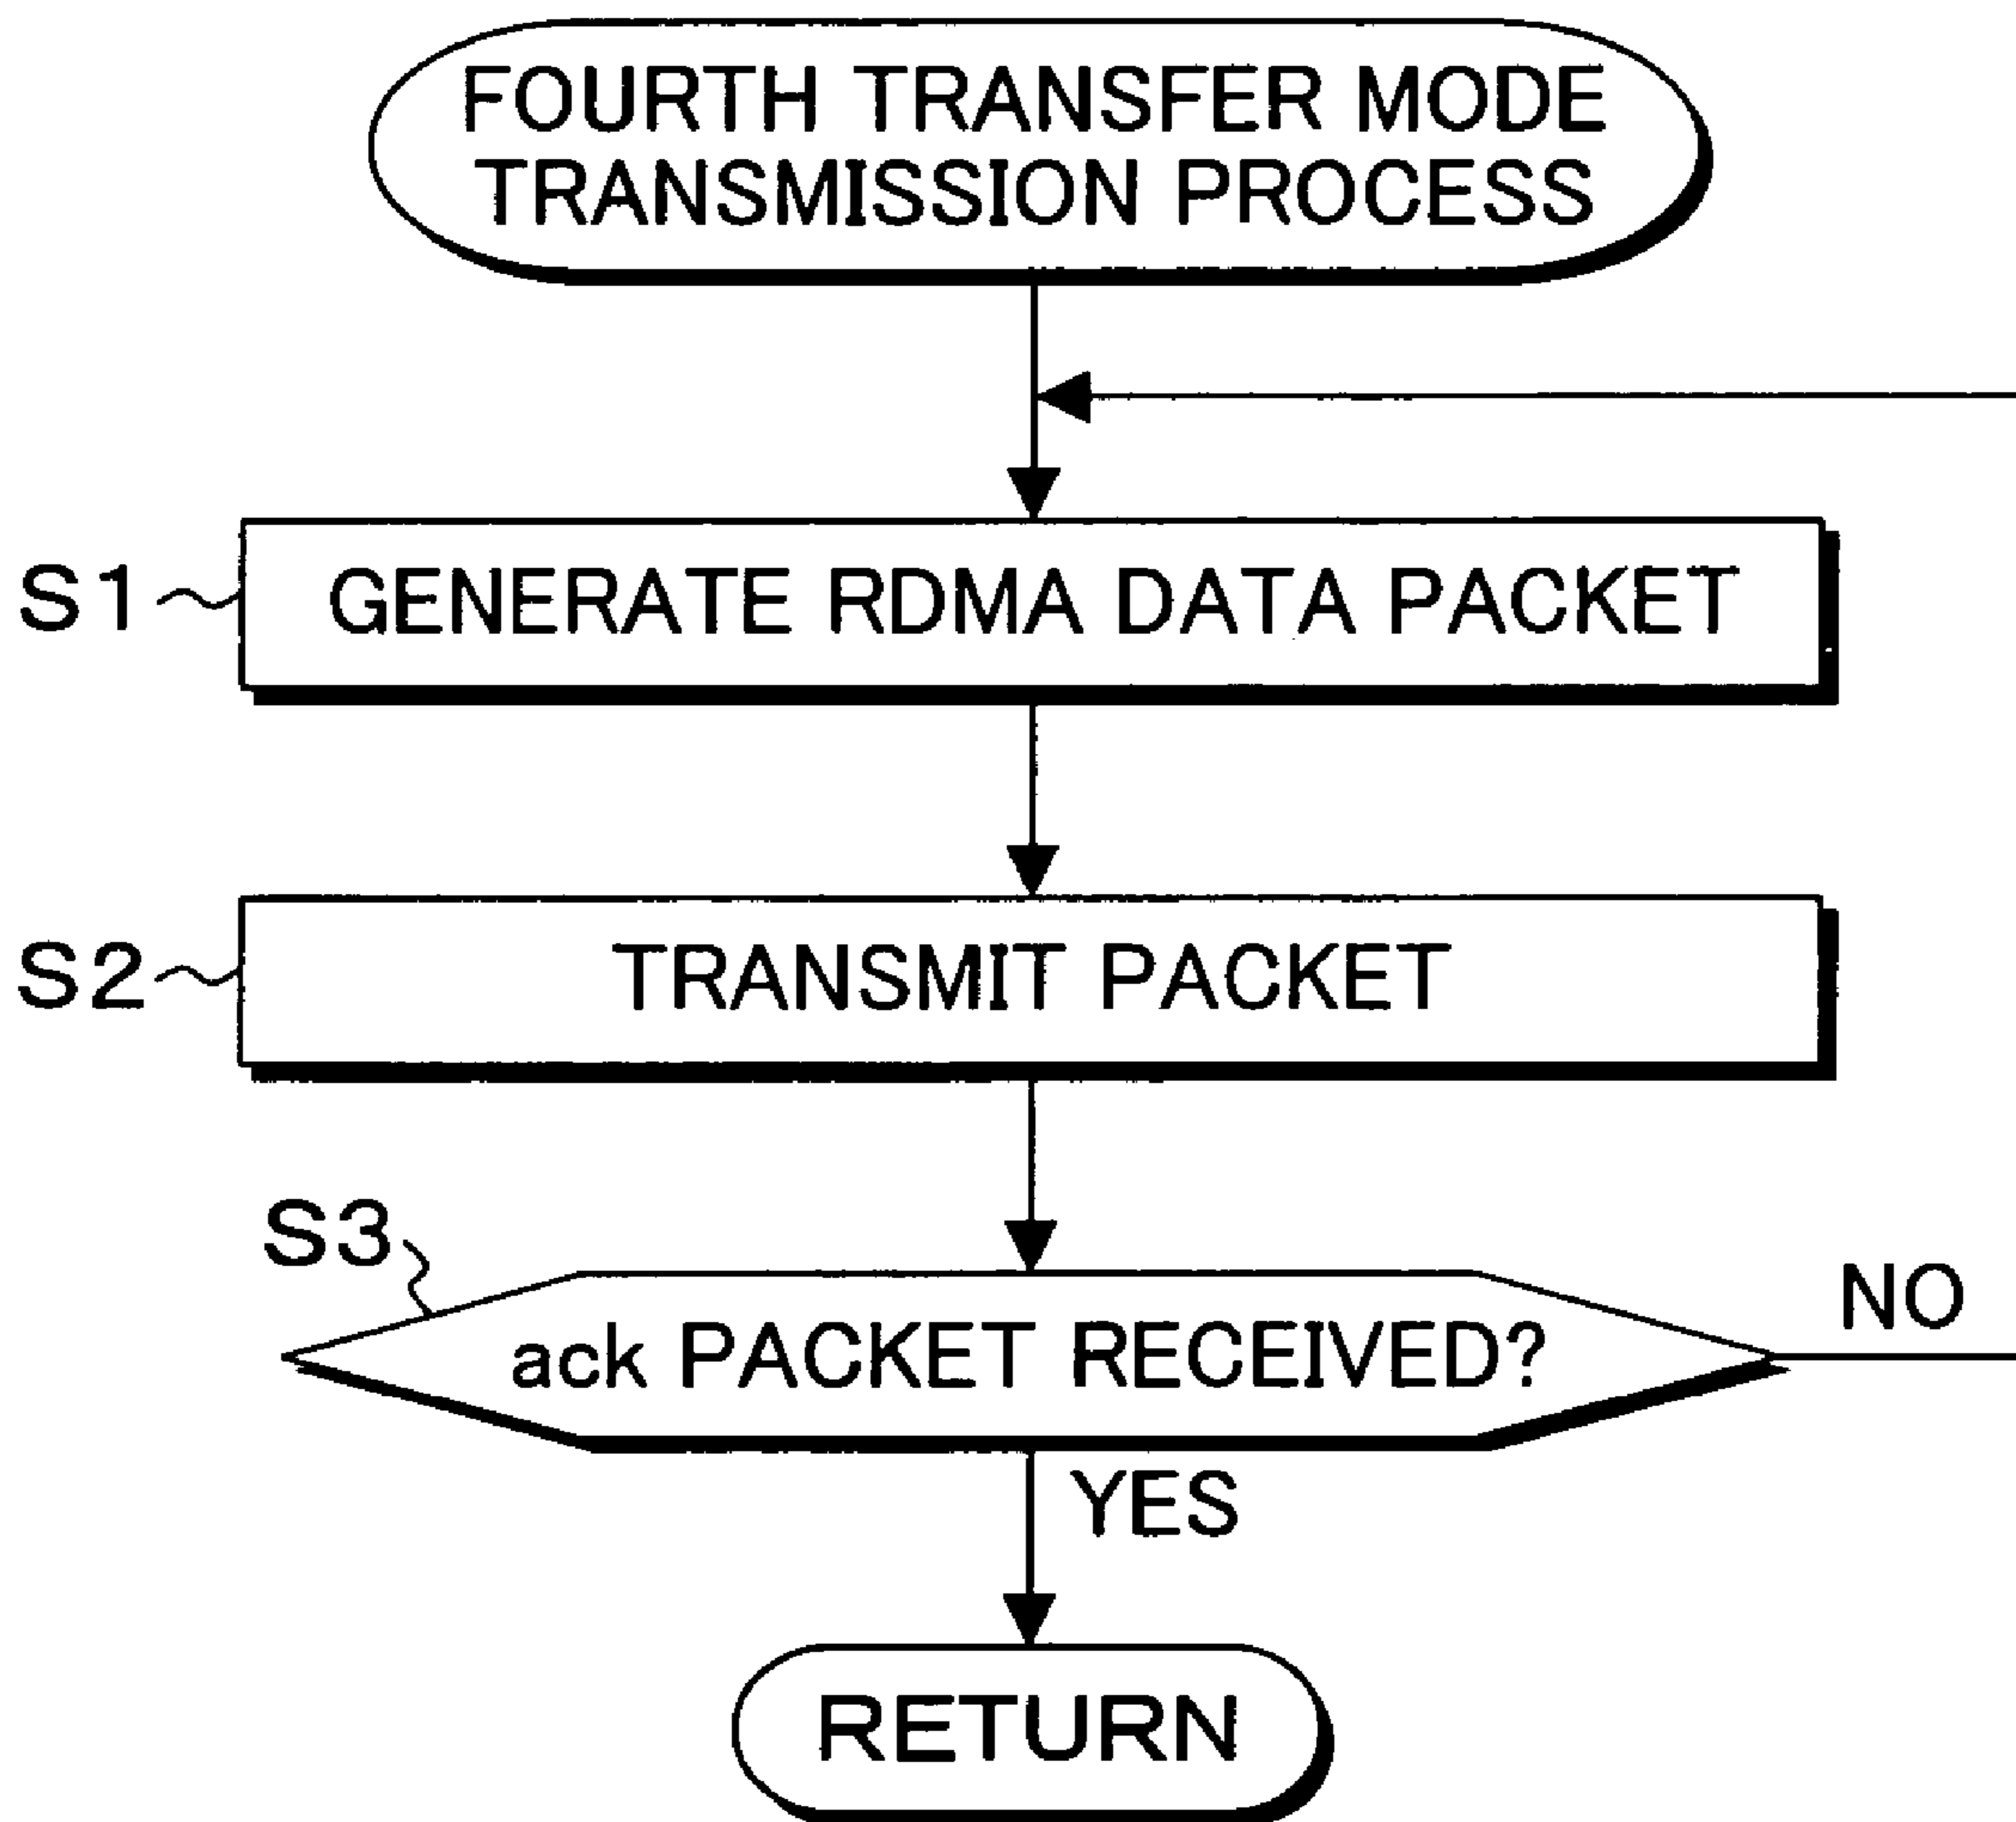 FOURTH TRANSFER MODE
TRANSMISSION PROCESS
S1
GENERATE RDMA DATA PACKET
S2
TRANSMIT PACKET
S3
ack PACKET RECEIVED?
NO
YES
RETURN